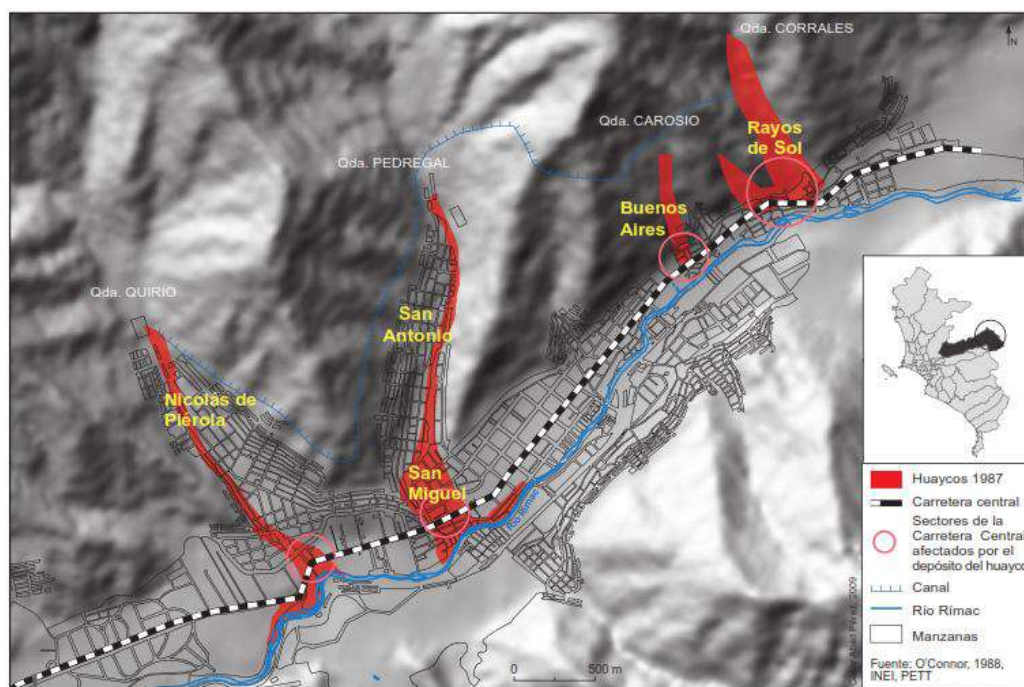 Qda. CORRALES
N
Qda. CAROSIO
Rayos
de Sol
Qda. PEDREGAL
Buenos
Aires
Qda. QUIRIO
San
Antonio
Nicolás de
Piérola
San
Miguel
Río Rímac
0 500 m
Pérez, 2009
Huaycos 1987
Carretera central
Sectores de la
Carretera Central
afectados por el
depósito del huayco
Canal
Río Rímac
Manzanas
Fuente: O'Connor, 1988,
INEI, PETT